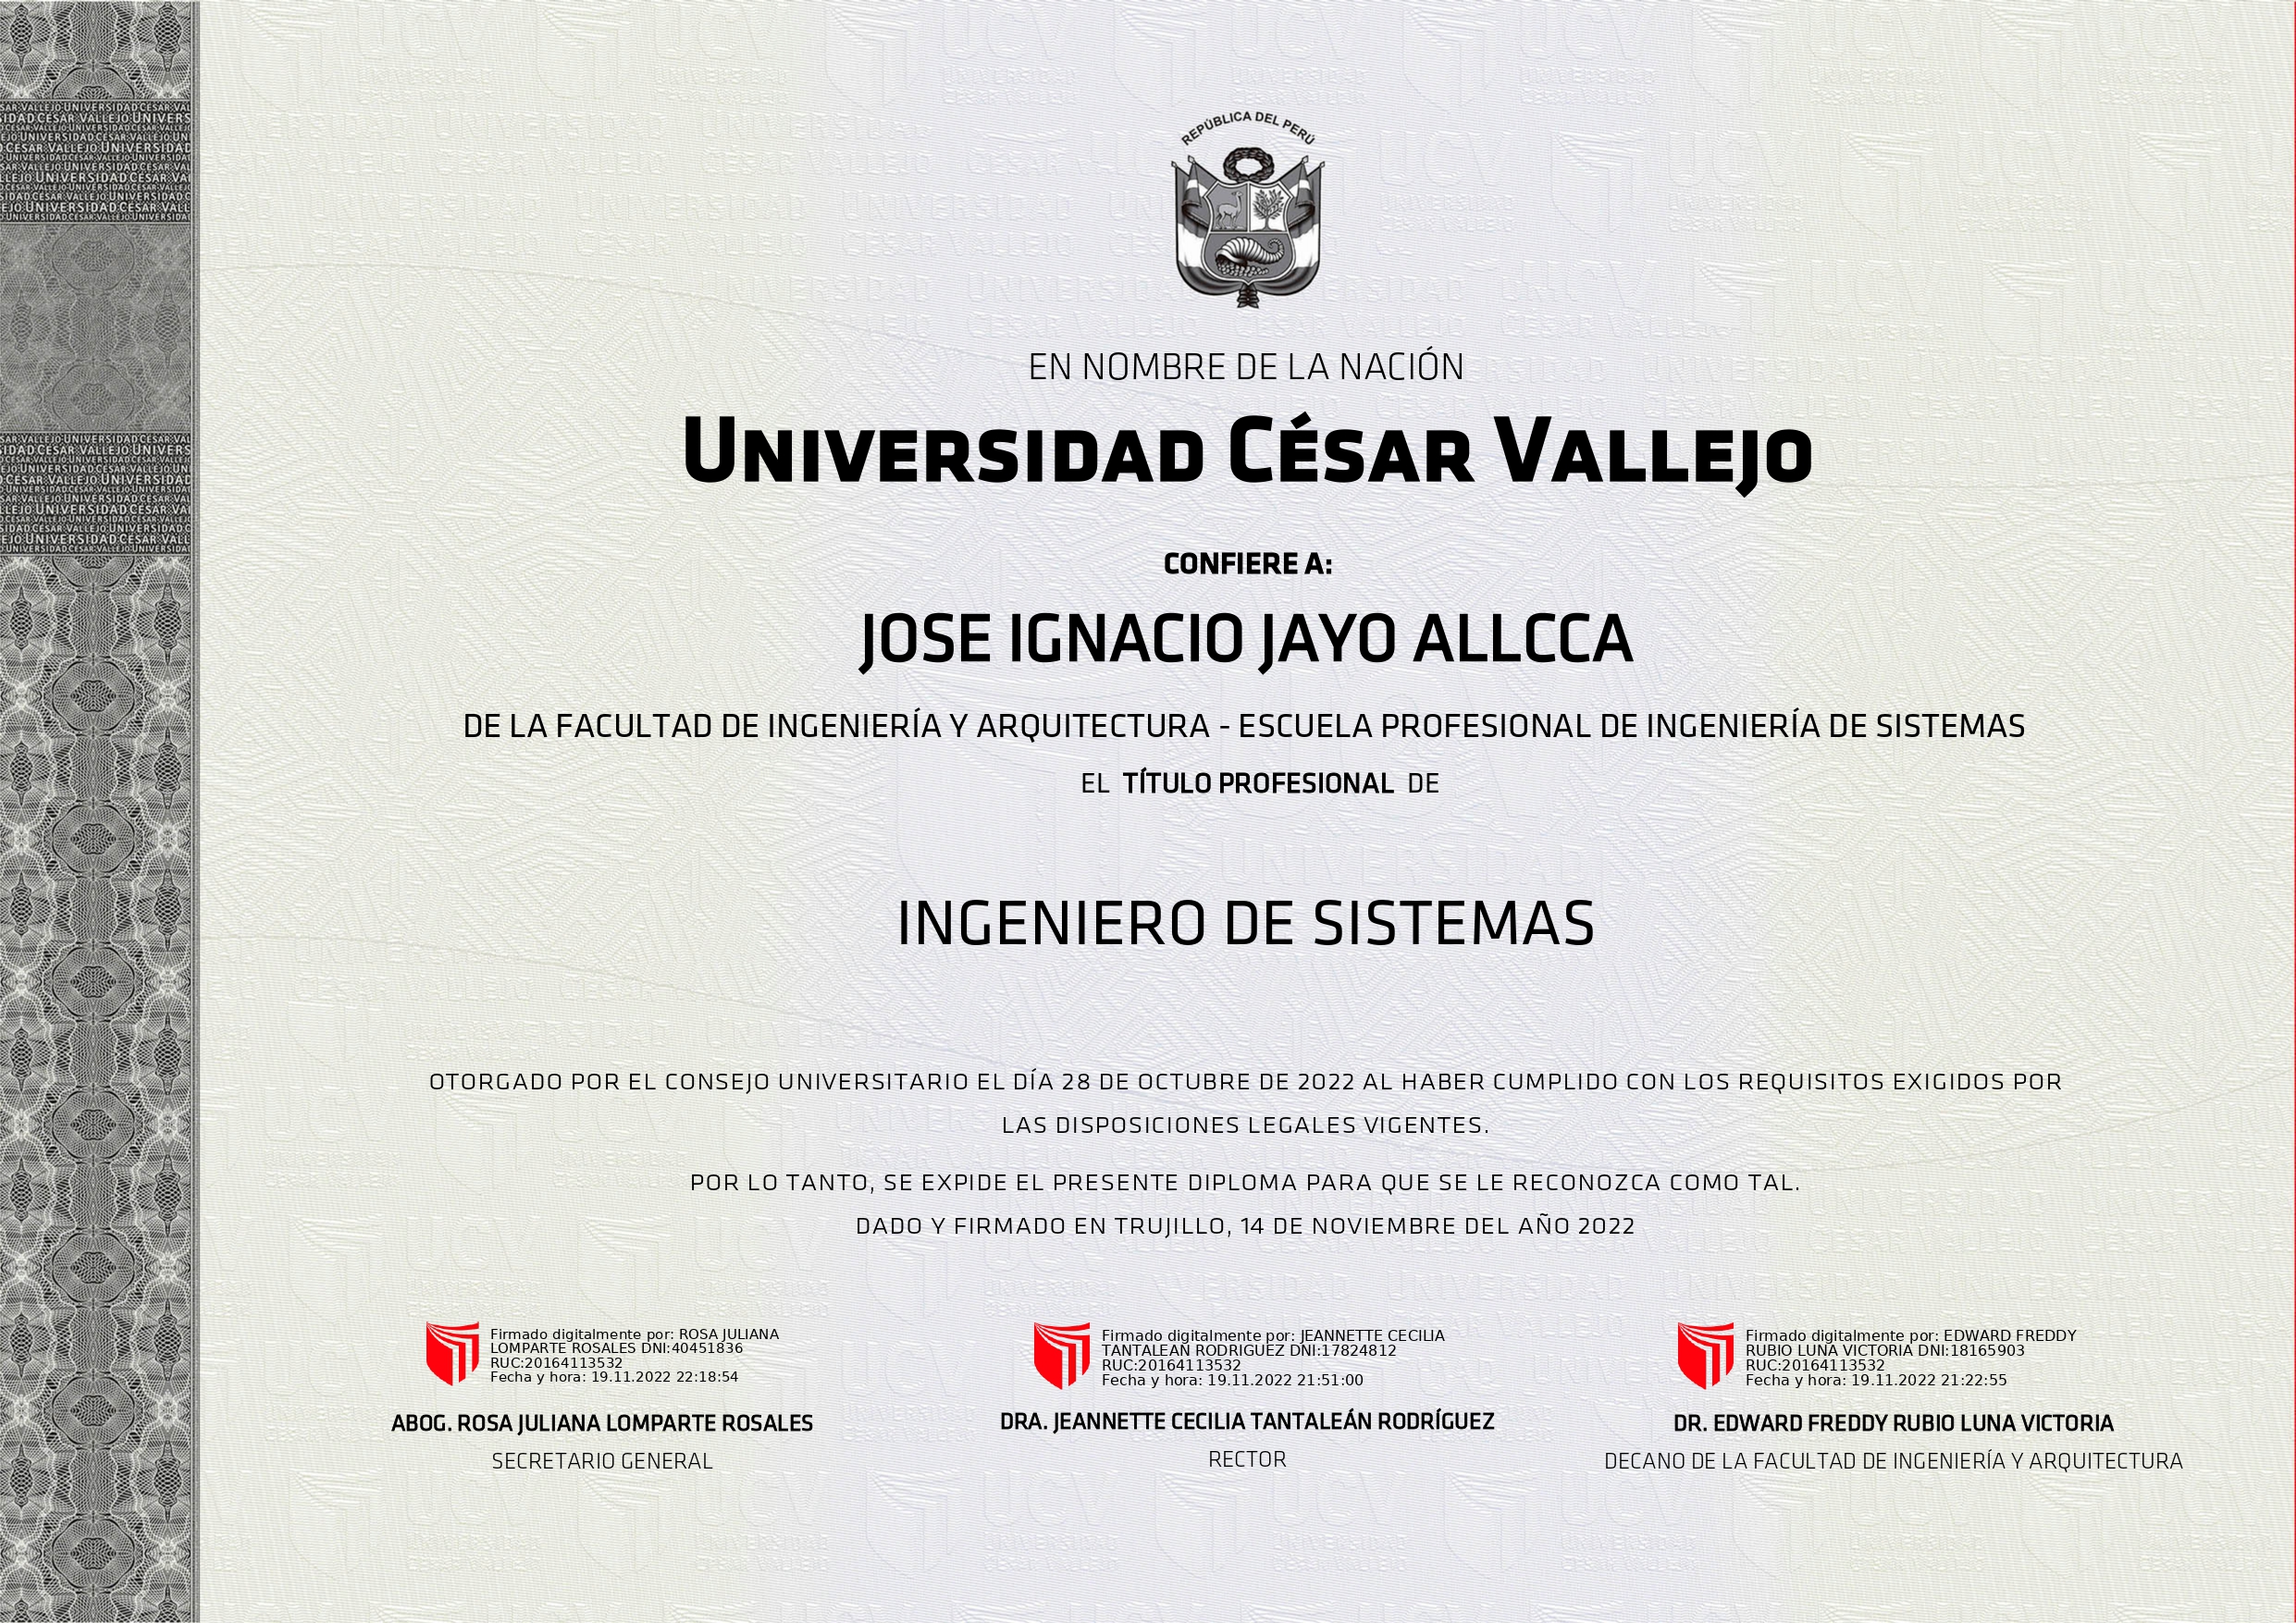 REPÚBLICA DEL PERÚ
EN NOMBRE DE LA NACIÓN
UNIVERSIDAD CÉSAR VALLEJO
CONFIERE A:
JOSE IGNACIO JAYO ALLCCA
DE LA FACULTAD DE INGENIERÍA Y ARQUITECTURA - ESCUELA PROFESIONAL DE INGENIERÍA DE SISTEMAS
EL TÍTULO PROFESIONAL DE
INGENIERO DE SISTEMAS
OTORGADO POR EL CONSEJO UNIVERSITARIO EL DÍA 28 DE OCTUBRE DE 2022 AL HABER CUMPLIDO CON LOS REQUISITOS EXIGIDOS POR
LAS DISPOSICIONES LEGALES VIGENTES.
POR LO TANTO, SE EXPIDE EL PRESENTE DIPLOMA PARA QUE SE LE RECONOZCA COMO TAL.
DADO Y FIRMADO EN TRUJILLO, 14 DE NOVIEMBRE DEL AÑO 2022
Firmado digitalmente por: ROSA JULIANA
LOMPARTE ROSALES DNI:40451836
RUC:20164113532
Fecha y hora: 19.11.2022 22:18:54
ABOG. ROSA JULIANA LOMPARTE ROSALES
SECRETARIO GENERAL
Firmado digitalmente por: JEANNETTE CECILIA
TANTALEAN RODRIGUEZ DNI:17824812
RUC:20164113532
Fecha y hora: 19.11.2022 21:51:00
DRA. JEANNETTE CECILIA TANTALEÁN RODRÍGUEZ
RECTOR
Firmado digitalmente por: EDWARD FREDDY
RUBIO LUNA VICTORIA DNI:18165903
RUC:20164113532
Fecha y hora: 19.11.2022 21:22:55
DR. EDWARD FREDDY RUBIO LUNA VICTORIA
DECANO DE LA FACULTAD DE INGENIERÍA Y ARQUITECTURA